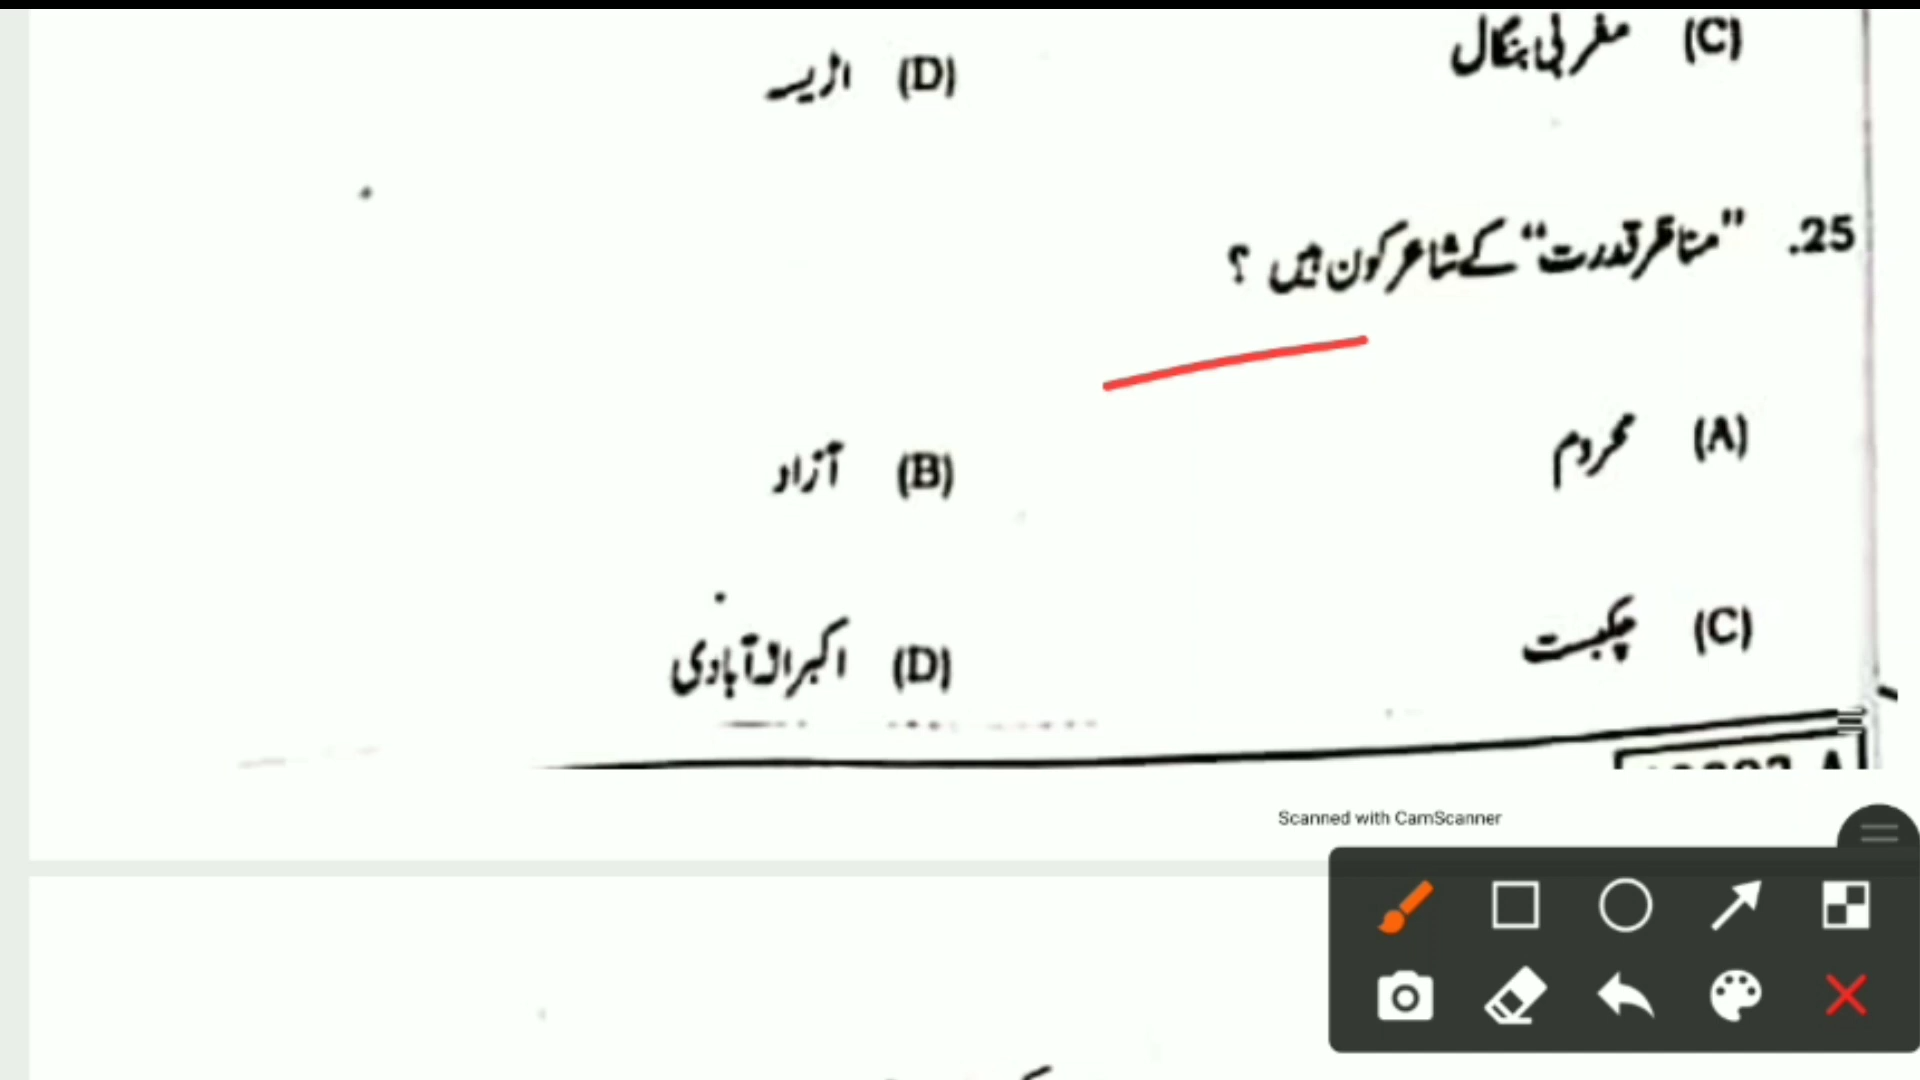 (C) مغربی بنگال (D) اڑیسہ
25. "مناظر قدرت" کے شاعر کون ہیں ؟
(A) محروم (B) آزاد
(C) چکبست (D) اکبر الہ آبادی
Scanned with CamScanner